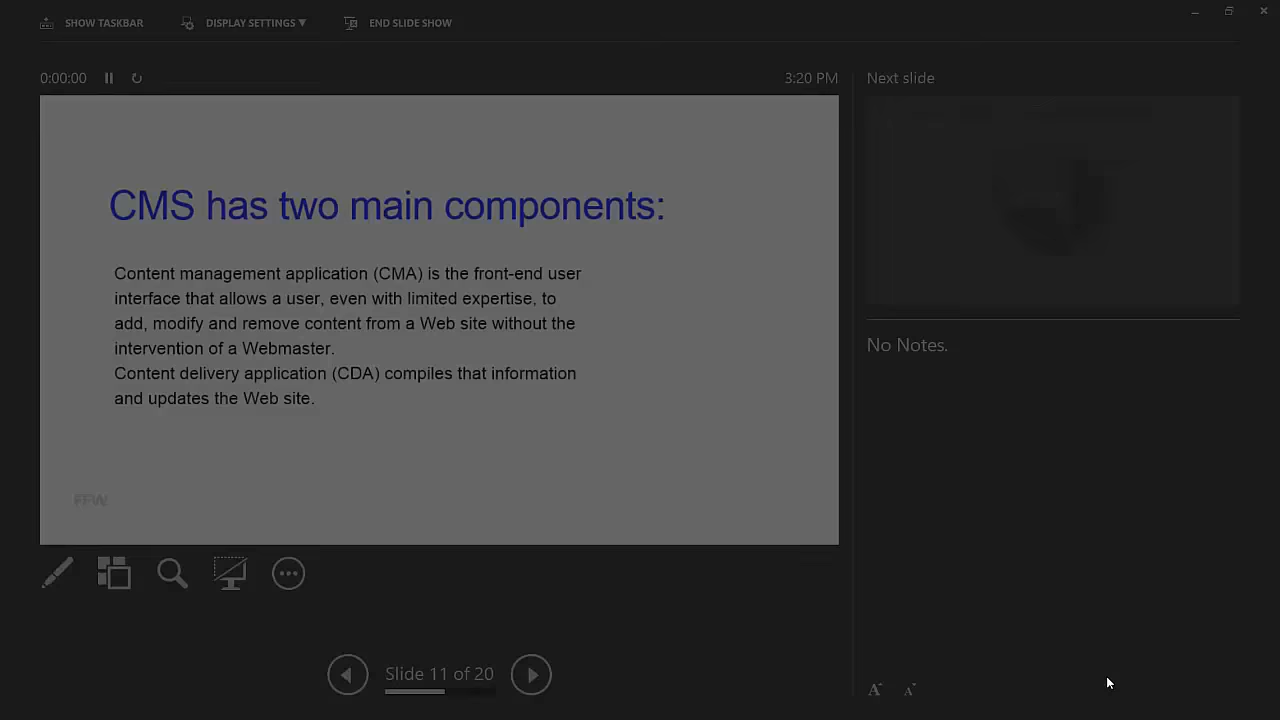 SHOW TASKBAR
DISPLAY SETTINGS ▼
END SLIDE SHOW
0:00:00
3:20 PM
Next slide
CMS has two main components:
Content management application (CMA) is the front-end user
interface that allows a user, even with limited expertise, to
add, modify and remove content from a Web site without the
intervention of a Webmaster.
Content delivery application (CDA) compiles that information
and updates the Web site.
FFW
No Notes.
Slide 11 of 20
A A